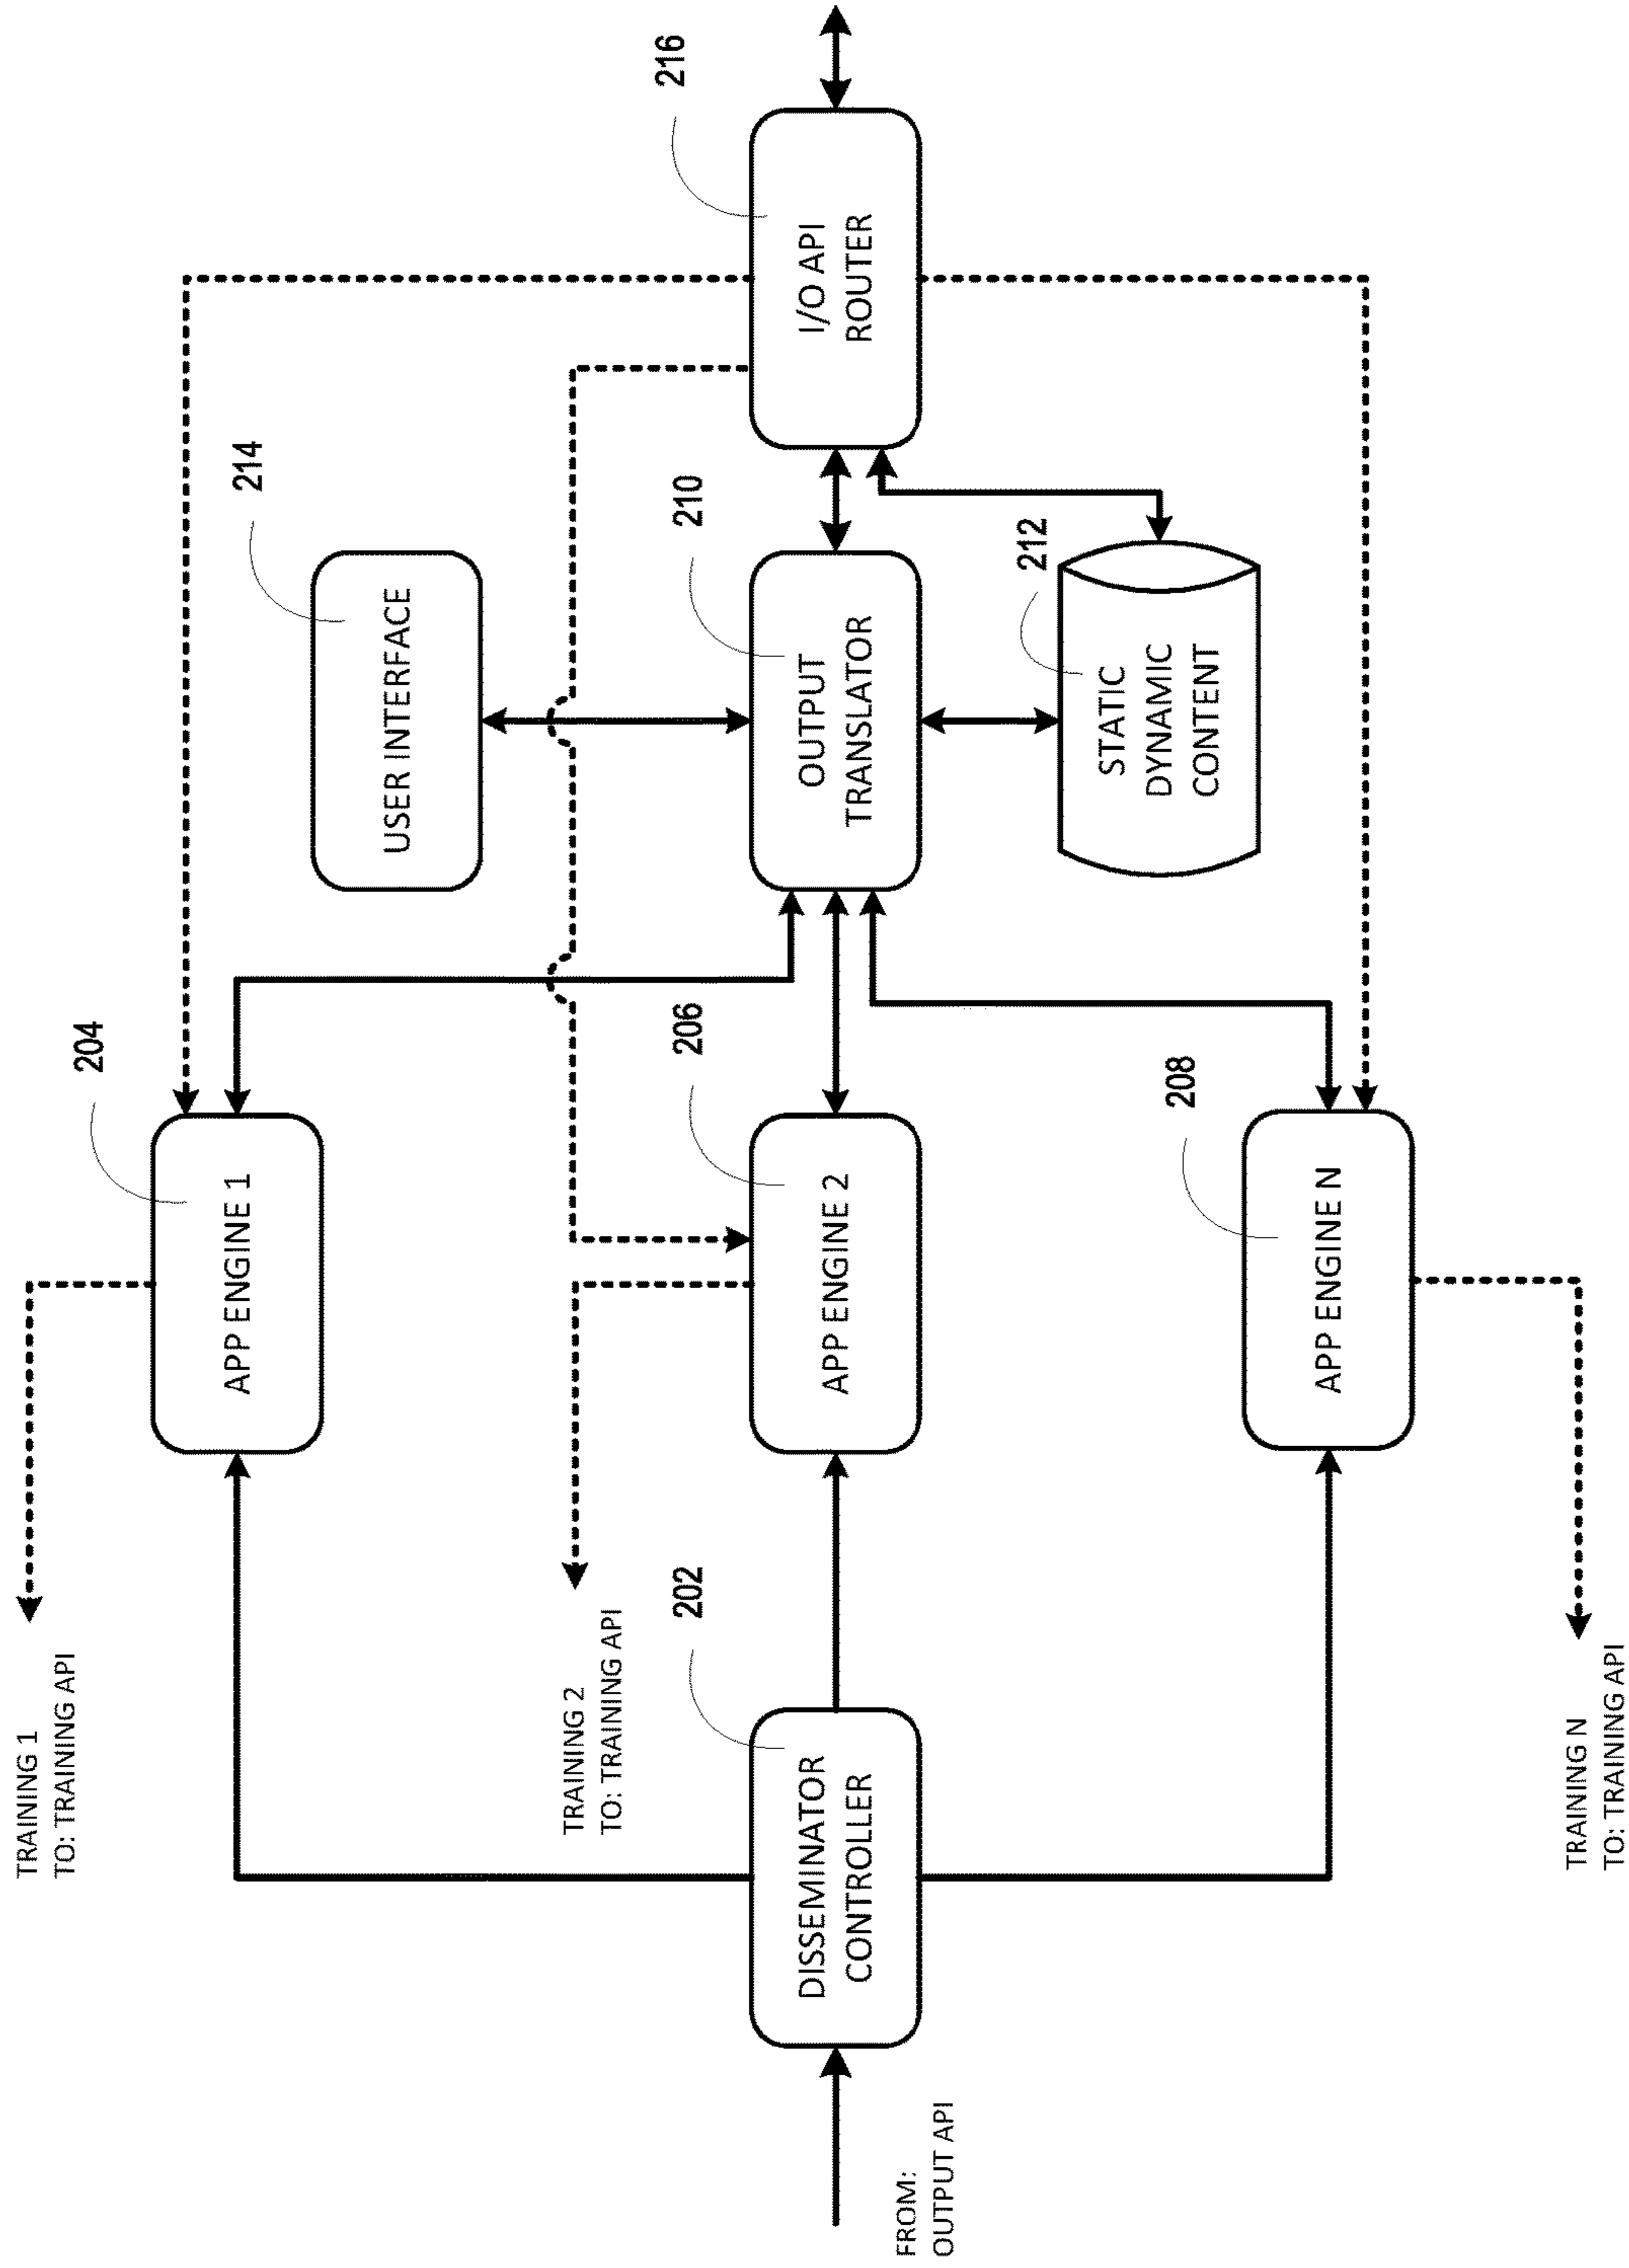 TRAINING 1
TO: TRAINING API
204
APP ENGINE 1
214
USER INTERFACE
216
I/O API
ROUTER
TRAINING 2
TO: TRAINING API
202
DISSEMINATOR
CONTROLLER
206
APP ENGINE 2
210
OUTPUT
TRANSLATOR
FROM:
OUTPUT API
212
STATIC
DYNAMIC
CONTENT
208
APP ENGINE N
TRAINING N
TO: TRAINING API